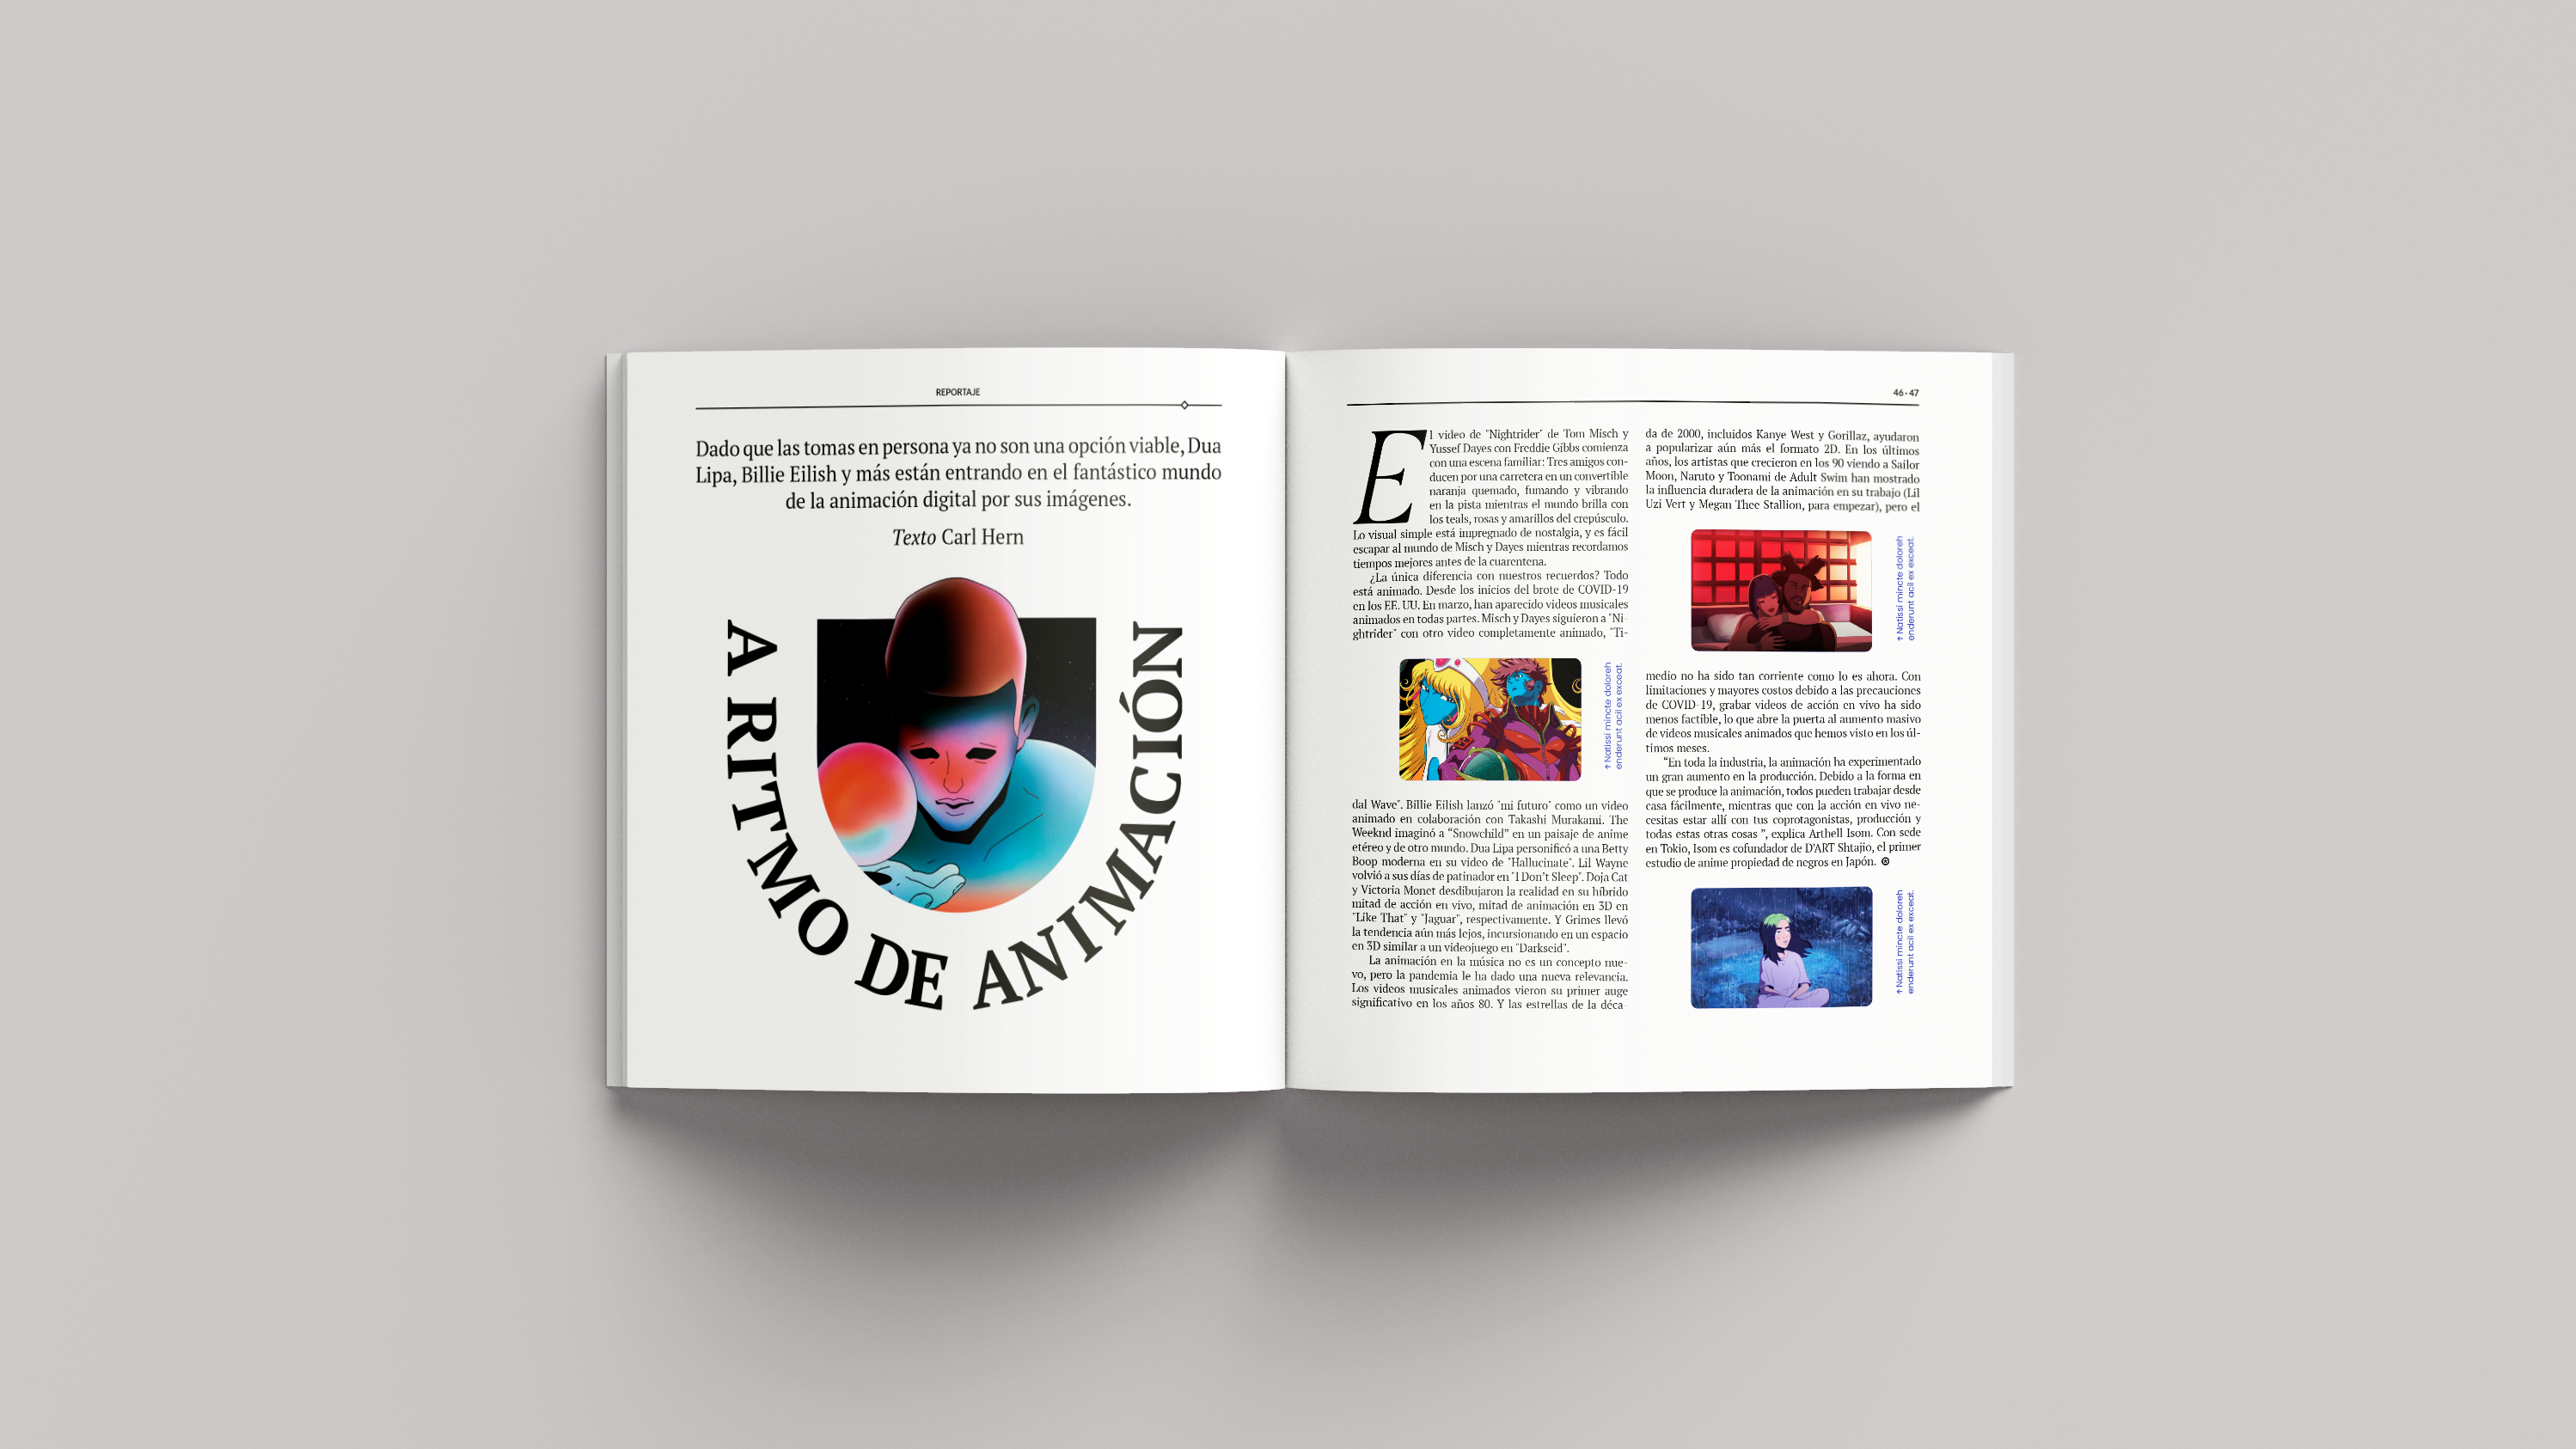 REPORTAJE
Dado que las tomas en persona ya no son una opción viable, Dua
Lipa, Billie Eilish y más están entrando en el fantástico mundo
de la animación digital por sus imágenes.
Texto Carl Hern
A RITMO DE ANIMACIÓN
46-47
El video de "Nightrider" de Tom Misch y
Yussef Dayes con Freddie Gibbs comienza
con una escena familiar: Tres amigos con-
ducen por una carretera en un convertible
naranja quemado, fumando y vibrando
en la pista mientras el mundo brilla con
los teals, rosas y amarillos del crepúsculo.
Lo visual simple está impregnado de nostalgia, y es fácil
escapar al mundo de Misch y Dayes mientras recordamos
tiempos mejores antes de la cuarentena.
¿La única diferencia con nuestros recuerdos? Todo
está animado. Desde los inicios del brote de COVID-19
en los EE. UU. En marzo, han aparecido videos musicales
animados en todas partes. Misch y Dayes siguieron a "Ni-
ghtrider" con otro video completamente animado, "Ti-
↑ Natissi mincte doloreh
enderunt acil ex exceat.
dal Wave". Billie Eilish lanzó "mi futuro" como un video
animado en colaboración con Takashi Murakami. The
Weeknd imaginó a “Snowchild” en un paisaje de anime
etéreo y de otro mundo. Dua Lipa personificó a una Betty
Boop moderna en su video de "Hallucinate". Lil Wayne
volvió a sus días de patinador en "I Don’t Sleep". Doja Cat
y Victoria Monet desdibujaron la realidad en su híbrido
mitad de acción en vivo, mitad de animación en 3D en
"Like That" y "Jaguar", respectivamente. Y Grimes llevó
la tendencia aún más lejos, incursionando en un espacio
en 3D similar a un videojuego en "Darkseid".
La animación en la música no es un concepto nue-
vo, pero la pandemia le ha dado una nueva relevancia.
Los videos musicales animados vieron su primer auge
significativo en los años 80. Y las estrellas de la déca-
da de 2000, incluidos Kanye West y Gorillaz, ayudaron
a popularizar aún más el formato 2D. En los últimos
años, los artistas que crecieron en los 90 viendo a Sailor
Moon, Naruto y Toonami de Adult Swim han mostrado
la influencia duradera de la animación en su trabajo (Lil
Uzi Vert y Megan Thee Stallion, para empezar), pero el
↑ Natissi mincte doloreh
enderunt acil ex exceat.
medio no ha sido tan corriente como lo es ahora. Con
limitaciones y mayores costos debido a las precauciones
de COVID-19, grabar videos de acción en vivo ha sido
menos factible, lo que abre la puerta al aumento masivo
de videos musicales animados que hemos visto en los úl-
timos meses.
“En toda la industria, la animación ha experimentado
un gran aumento en la producción. Debido a la forma en
que se produce la animación, todos pueden trabajar desde
casa fácilmente, mientras que con la acción en vivo ne-
cesitas estar allí con tus coprotagonistas, producción y
todas estas otras cosas ”, explica Arthell Isom. Con sede
en Tokio, Isom es cofundador de D’ART Shtajio, el primer
estudio de anime propiedad de negros en Japón.
↑ Natissi mincte doloreh
enderunt acil ex exceat.